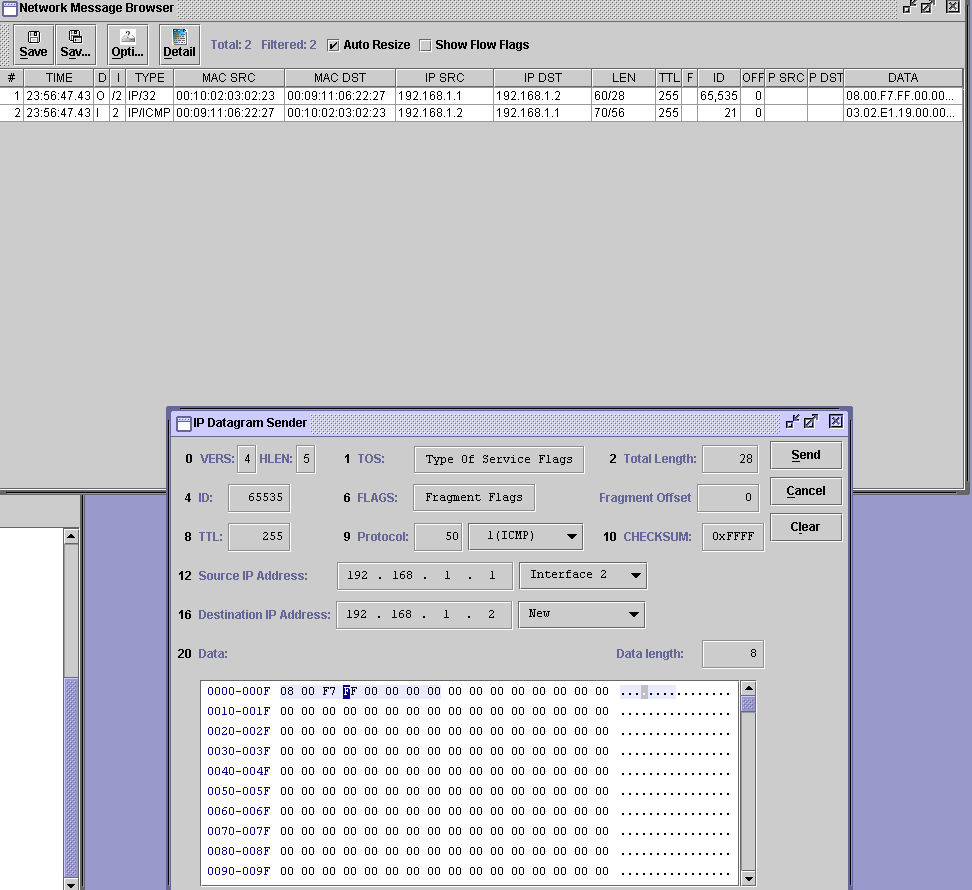 Network Message Browser
Save Sav... Opti... Detail Total: 2 Filtered: 2 Auto Resize Show Flow Flags
# TIME D I TYPE MAC SRC MAC DST IP SRC IP DST LEN TTL F ID OFF P SRC P DST DATA
1 23:56:47.43 O /2 IP/32 00:10:02:03:02:23 00:09:11:06:22:27 192.168.1.1 192.168.1.2 60/28 255 65,535 0 08.00.F7.FF.00.00...
2 23:56:47.43 I 2 IP/ICMP 00:09:11:06:22:27 00:10:02:03:02:23 192.168.1.2 192.168.1.1 70/56 255 21 0 03.02.E1.19.00.00...
IP Datagram Sender
0 VERS: 4 HLEN: 5 1 TOS: Type Of Service Flags 2 Total Length: 28 Send
4 ID: 65535 6 FLAGS: Fragment Flags Fragment Offset 0 Cancel
8 TTL: 255 9 Protocol: 50 1(ICMP) 10 CHECKSUM: 0xFFFF Clear
12 Source IP Address: 192 . 168 . 1 . 1 Interface 2
16 Destination IP Address: 192 . 168 . 1 . 2 New
20 Data: Data length: 8
0000-000F 08 00 F7 FF 00 00 00 00 00 00 00 00 00 00 00 00 ................
0010-001F 00 00 00 00 00 00 00 00 00 00 00 00 00 00 00 00 ................
0020-002F 00 00 00 00 00 00 00 00 00 00 00 00 00 00 00 00 ................
0030-003F 00 00 00 00 00 00 00 00 00 00 00 00 00 00 00 00 ................
0040-004F 00 00 00 00 00 00 00 00 00 00 00 00 00 00 00 00 ................
0050-005F 00 00 00 00 00 00 00 00 00 00 00 00 00 00 00 00 ................
0060-006F 00 00 00 00 00 00 00 00 00 00 00 00 00 00 00 00 ................
0070-007F 00 00 00 00 00 00 00 00 00 00 00 00 00 00 00 00 ................
0080-008F 00 00 00 00 00 00 00 00 00 00 00 00 00 00 00 00 ................
0090-009F 00 00 00 00 00 00 00 00 00 00 00 00 00 00 00 00 ................